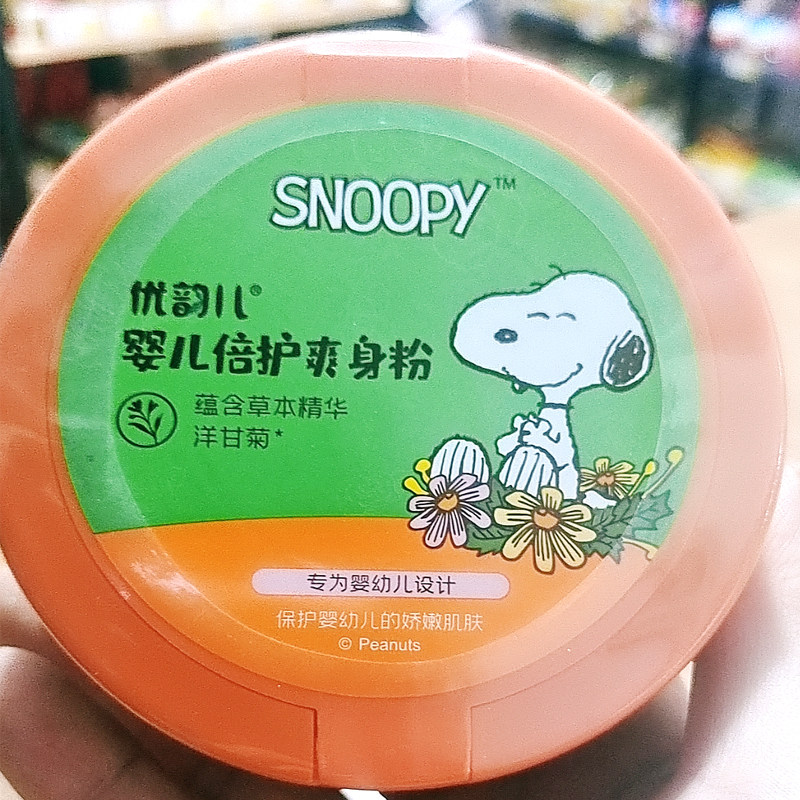 SNOOPY™
优韵儿®
婴儿倍护爽身粉
蕴含草本精华
洋甘菊*
专为婴幼儿设计
保护婴幼儿的娇嫩肌肤
© Peanuts